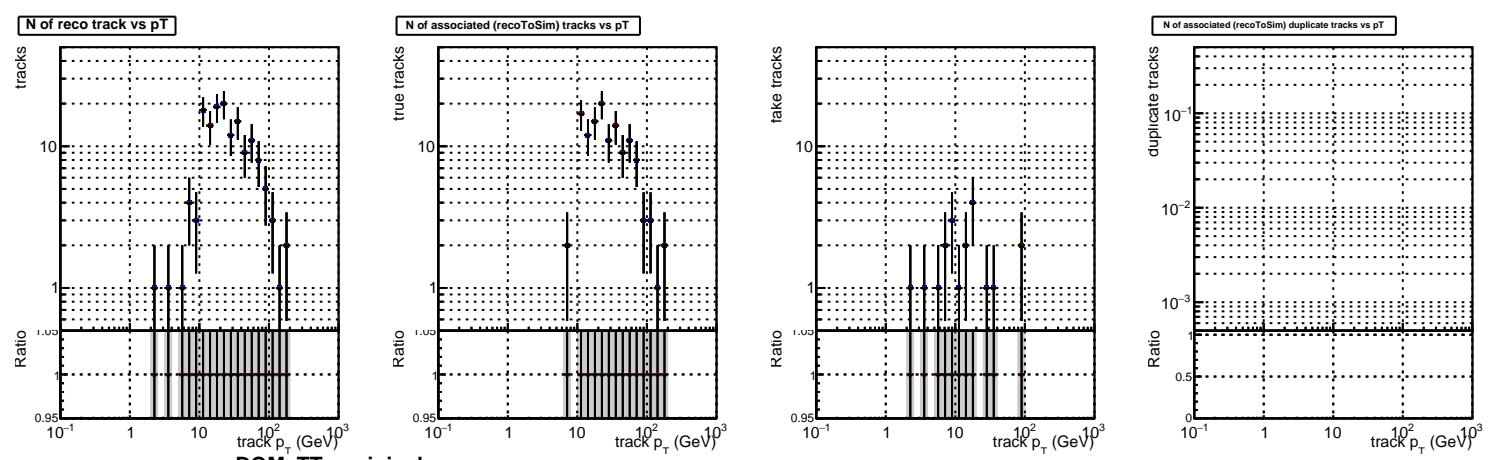 N of reco track vs pT
tracks
10
1
1.05
Ratio
1
0.95
10⁻¹ 1 10 10² 10³
track p_T (GeV)
N of associated (recoToSim) tracks vs pT
true tracks
10
1
1.05
Ratio
1
0.95
10⁻¹ 1 10 10² 10³
track p_T (GeV)
fake tracks
10
1
1.05
Ratio
1
0.95
10⁻¹ 1 10 10² 10³
track p_T (GeV)
N of associated (recoToSim) duplicate tracks vs pT
duplicate tracks
10⁻¹
10⁻²
10⁻³
Ratio
1
0.5
0
10⁻¹ 1 10 10² 10³
track p_T (GeV)